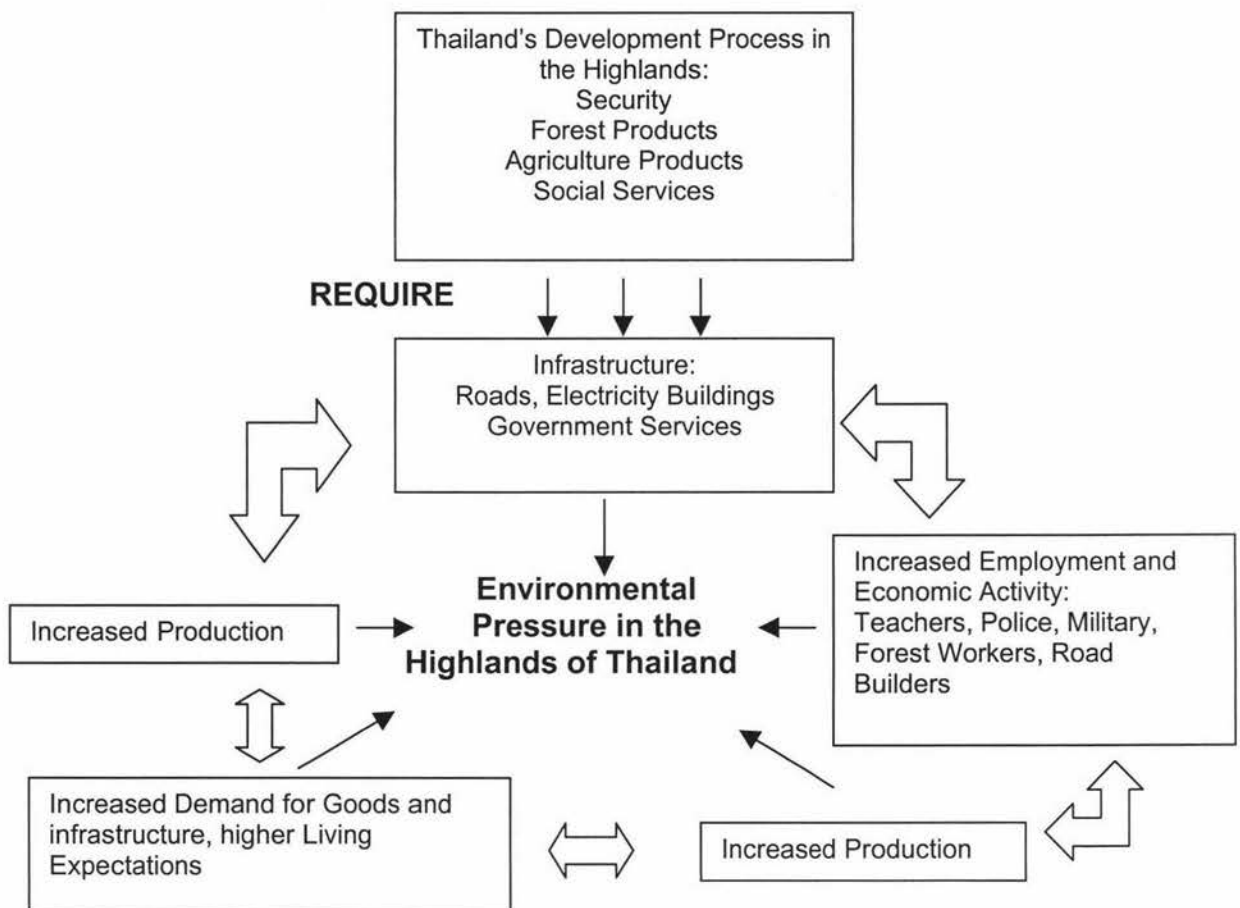 Thailand's Development Process in
the Highlands:
Security
Forest Products
Agriculture Products
Social Services
REQUIRE
Infrastructure:
Roads, Electricity Buildings
Government Services
Increased Production
Environmental
Pressure in the
Highlands of Thailand
Increased Employment and
Economic Activity:
Teachers, Police, Military,
Forest Workers, Road
Builders
Increased Demand for Goods and
infrastructure, higher Living
Expectations
Increased Production